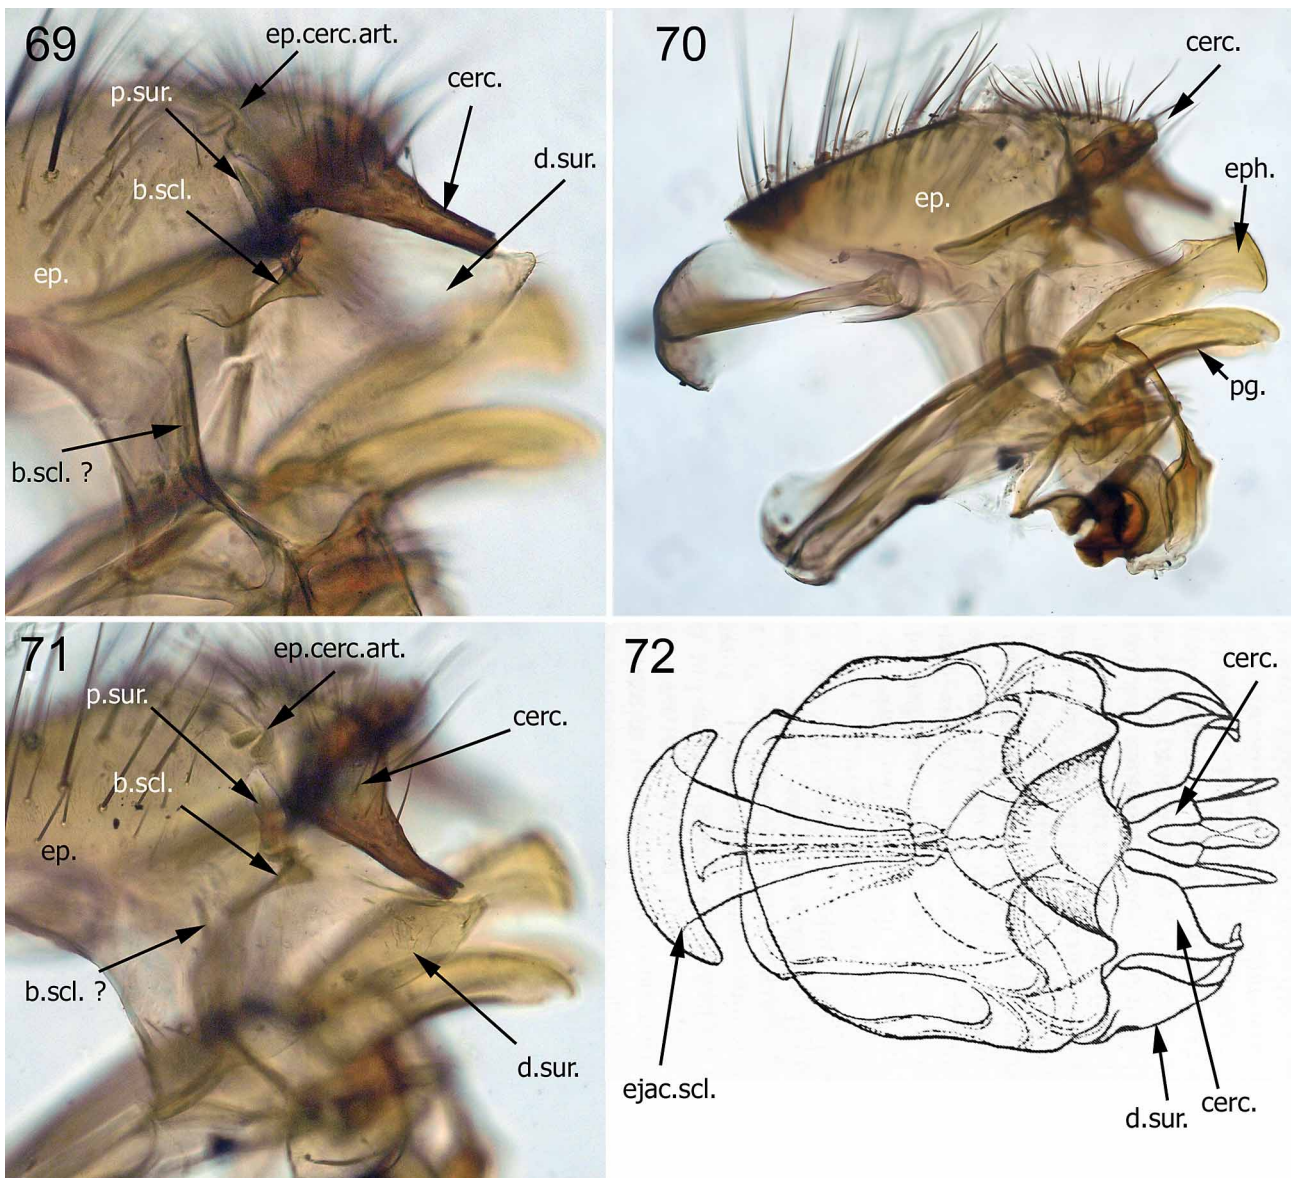 69
ep.cerc.art.
cerc.
p.sur.
d.sur.
b.scl.
ep.
b.scl. ?
70
cerc.
eph.
ep.
pg.
71
ep.cerc.art.
p.sur.
cerc.
b.scl.
ep.
b.scl. ?
d.sur.
72
cerc.
ejac.scl.
cerc.
d.sur.